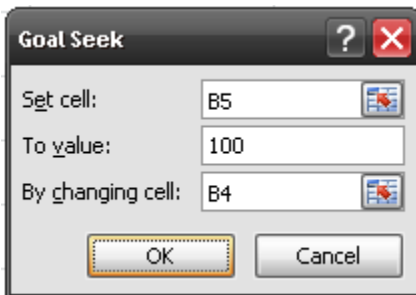 Goal Seek ?
Set cell: B5
To value: 100
By changing cell: B4
OK Cancel